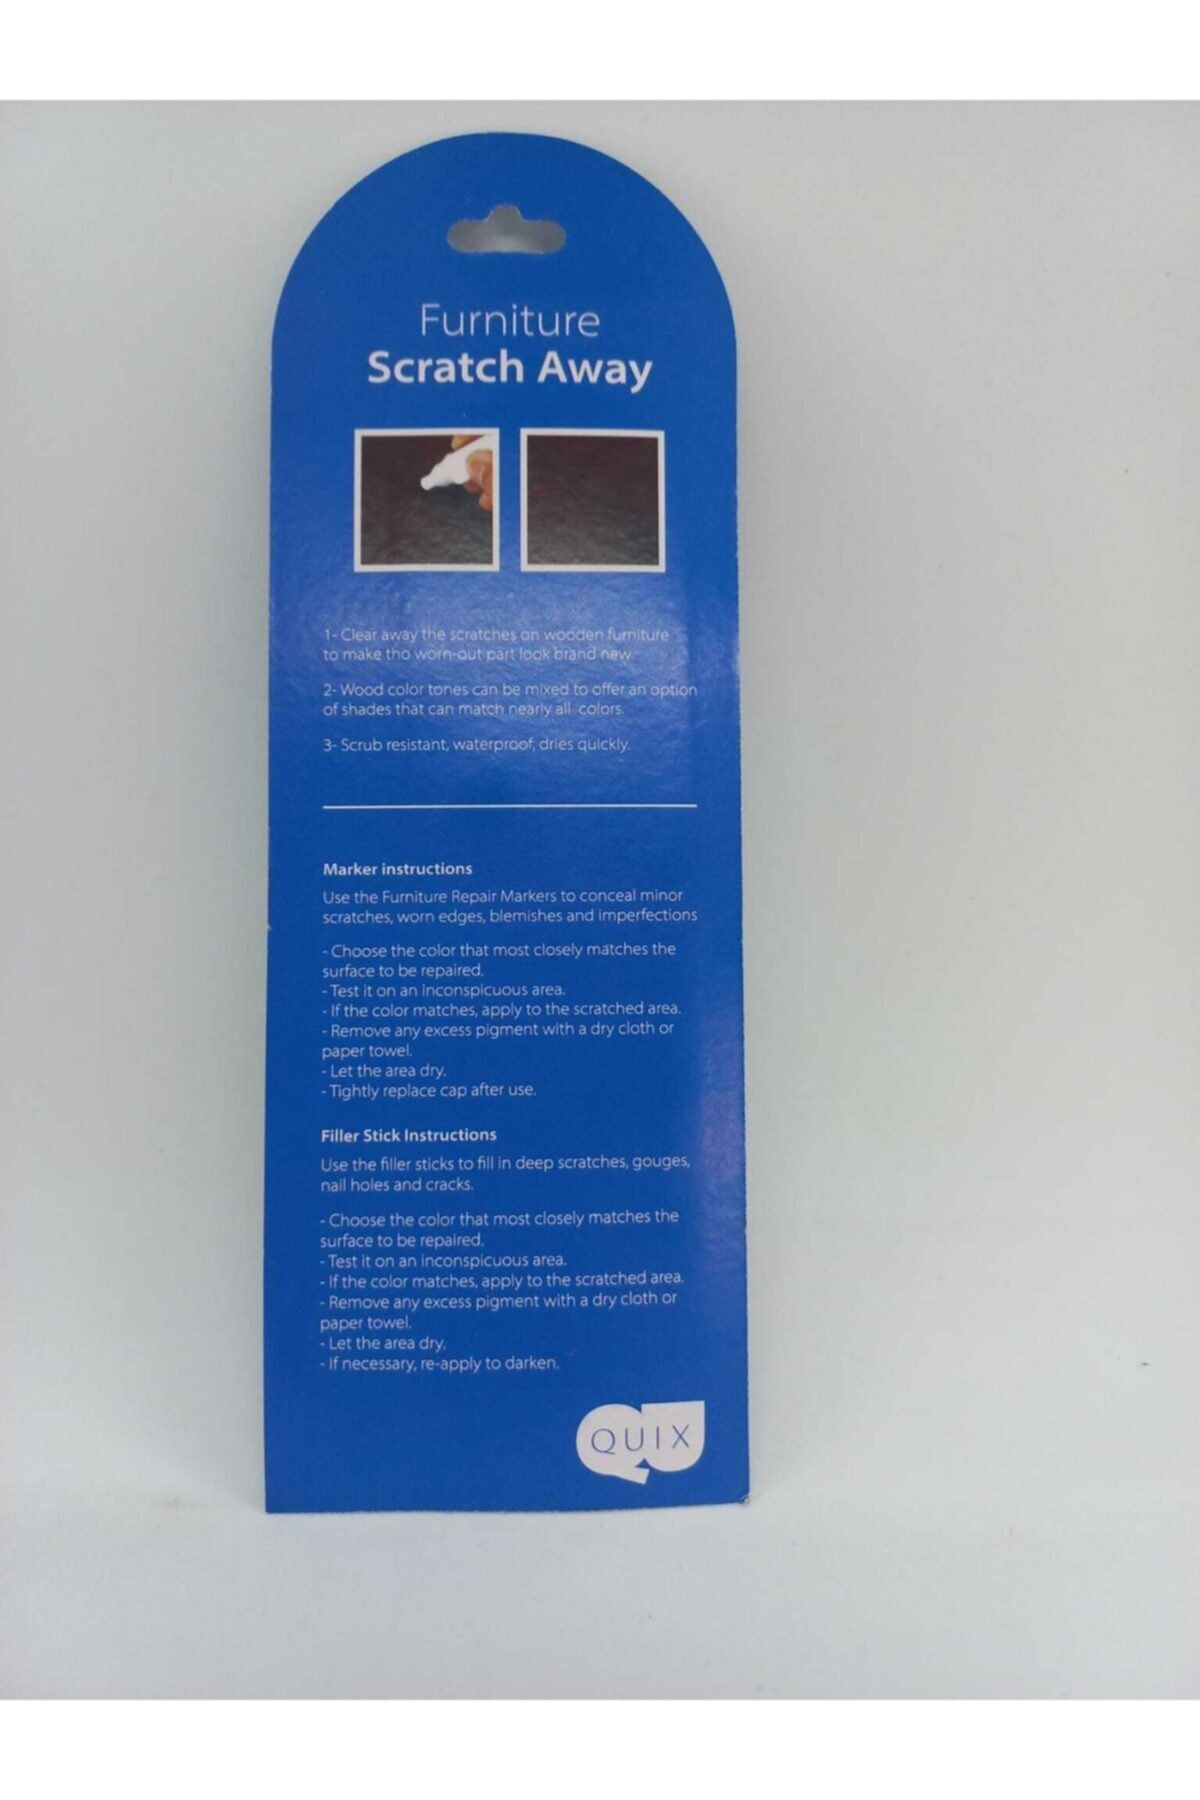 Furniture
Scratch Away
1- Clear away the scratches on wooden furniture
to make tho worn-out part look brand new.
2- Wood color tones can be mixed to offer an option
of shades that can match nearly all colors.
3- Scrub resistant, waterproof, dries quickly.
Marker instructions
Use the Furniture Repair Markers to conceal minor
scratches, worn edges, blemishes and imperfections
- Choose the color that most closely matches the
surface to be repaired.
- Test it on an inconspicuous area.
- If the color matches, apply to the scratched area.
- Remove any excess pigment with a dry cloth or
paper towel.
- Let the area dry.
- Tightly replace cap after use.
Filler Stick Instructions
Use the filler sticks to fill in deep scratches, gouges,
nail holes and cracks.
- Choose the color that most closely matches the
surface to be repaired.
- Test it on an inconspicuous area.
- If the color matches, apply to the scratched area.
- Remove any excess pigment with a dry cloth or
paper towel.
- Let the area dry.
- If necessary, re-apply to darken.
QUIX